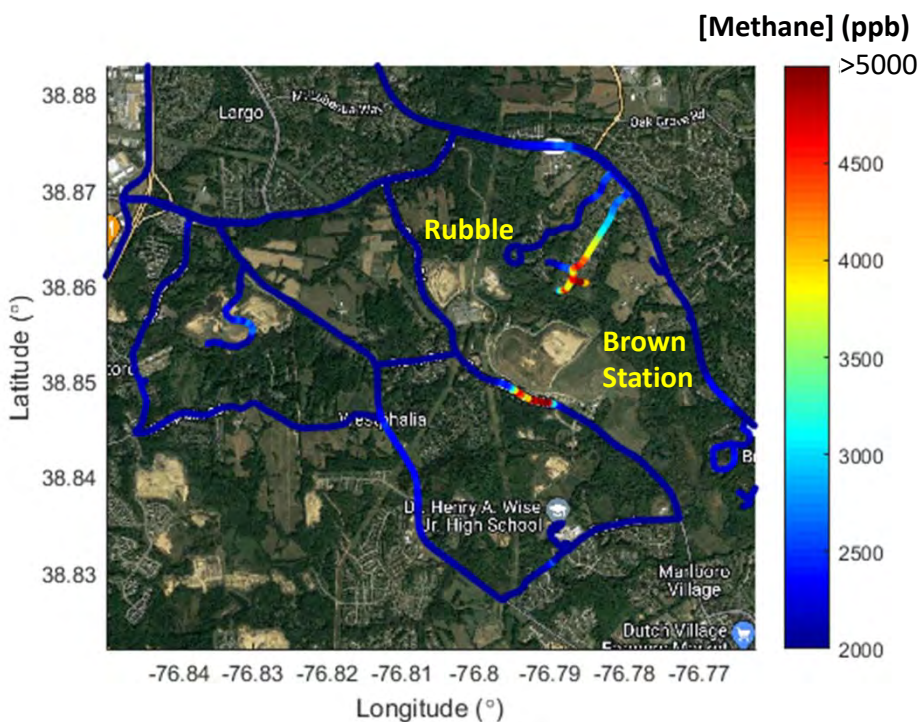 [Methane] (ppb)
>5000
4500
4000
3500
3000
2500
2000
38.88
38.87
38.86
38.85
38.84
38.83
Latitude (°)
Largo
Oak Grove Rd
Rubble
Brown
Station
Westphalia
Dr. Henry A. Wise
Jr. High School
Marlboro
Village
Dutch Village
-76.84 -76.83 -76.82 -76.81 -76.8 -76.79 -76.78 -76.77
Longitude (°)